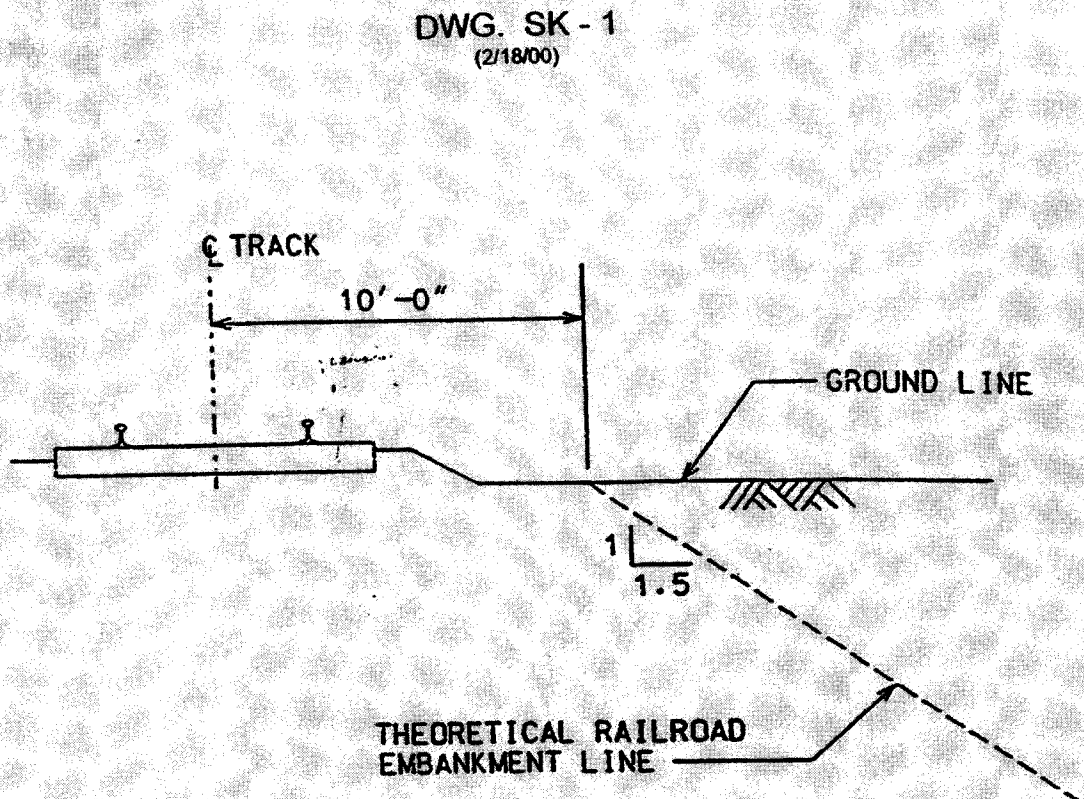 DWG. SK - 1
(2/18/00)
℄ TRACK
10'-0"
GROUND LINE
1
1.5
THEORETICAL RAILROAD
EMBANKMENT LINE